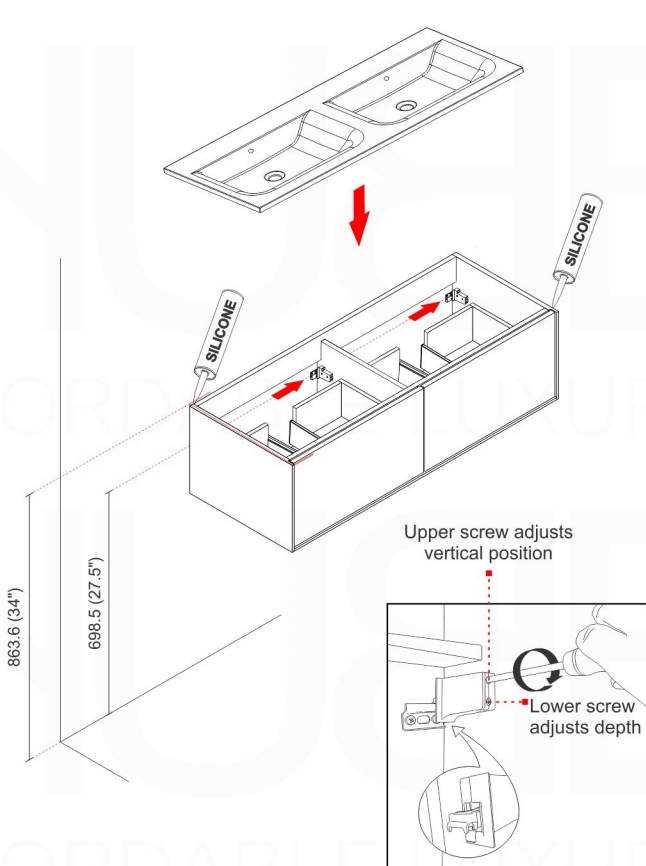 SILICONE
SILICONE
863.6 (34")
698.5 (27.5")
Upper screw adjusts
vertical position
Lower screw
adjusts depth